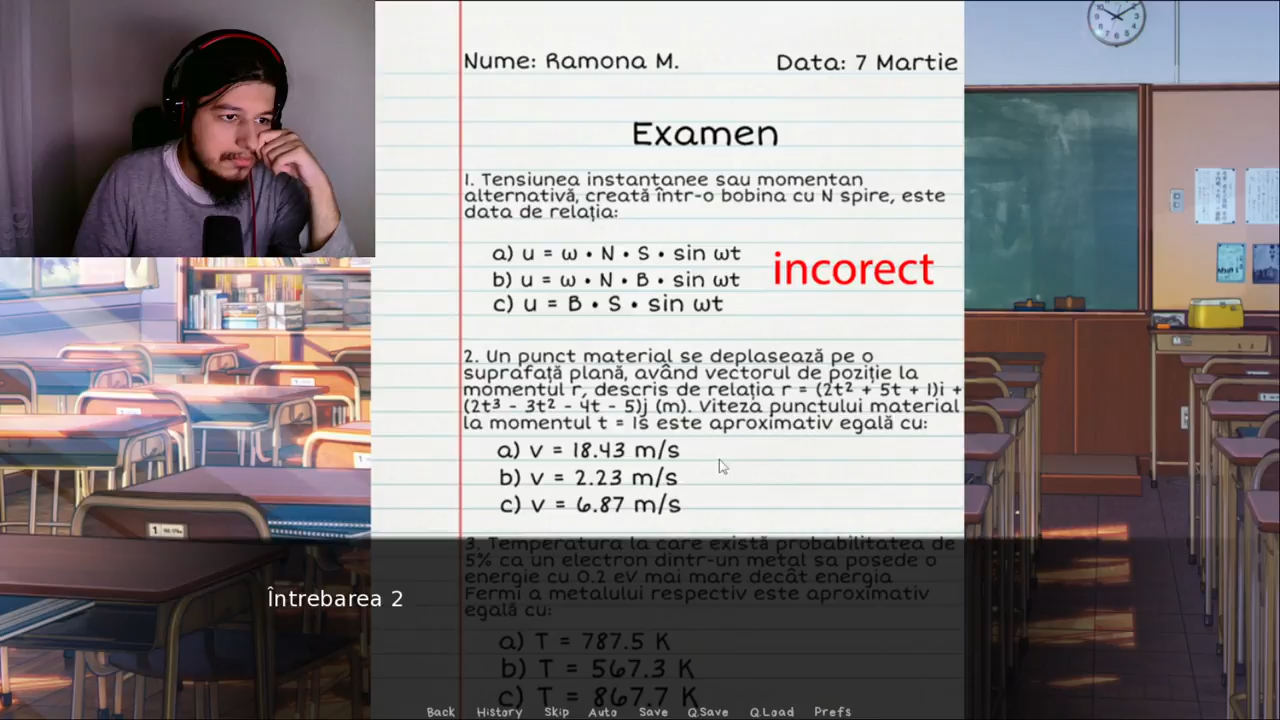 Nume: Ramona M. Data: 7 Martie
Examen
1. Tensiunea instantanee sau momentan
alternativă, creată într-o bobina cu N spire, este
data de relația:
a) u = ω • N • S • sin ωt
b) u = ω • N • B • sin ωt
c) u = B • S • sin ωt
incorect
2. Un punct material se deplasează pe o
suprafață plană, având vectorul de poziție la
momentul r, descris de relația r = (2t² + 5t + 1)i +
(2t³ - 3t² - 4t - 5)j (m). Viteza punctului material
la momentul t = 1s este aproximativ egală cu:
a) v = 18.43 m/s
b) v = 2.23 m/s
c) v = 6.87 m/s
3. Temperatura la care există probabilitatea de
5% ca un electron dintr-un metal sa posede o
energie cu 0.2 eV mai mare decât energia
Fermi a metalului respectiv este aproximativ
egală cu:
a) T = 787.5 K
b) T = 567.3 K
c) T = 867.7 K
Întrebarea 2
Back History Skip Auto Save Q.Save Q.Load Prefs